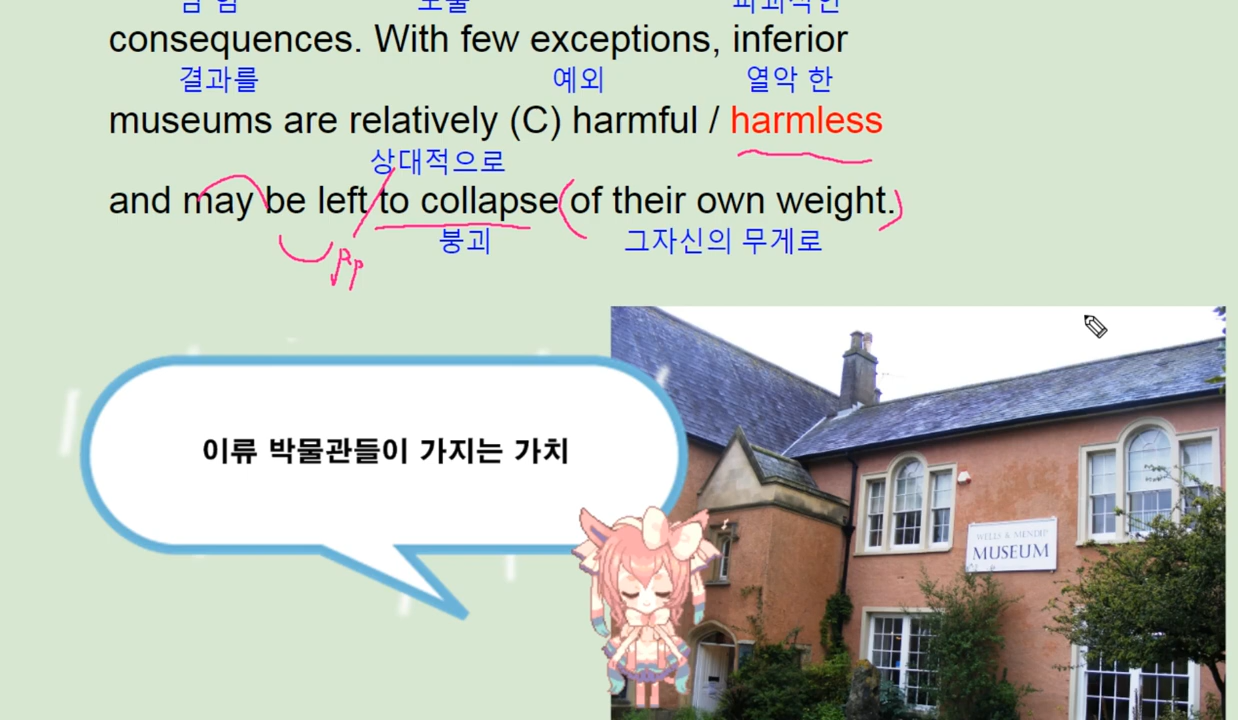 consequences. With few exceptions, inferior
결과를 예외 열악 한
museums are relatively (C) harmful / harmless
상대적으로
and may be left to collapse of their own weight.
붕괴 그자신의 무게로
P.p
이류 박물관들이 가지는 가치
WELLS & MENDIP
MUSEUM